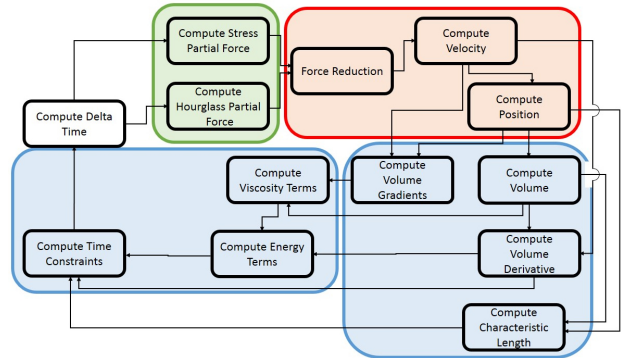 Compute Stress
Partial Force
Compute
Velocity
Force Reduction
Compute
Hourglass Partial
Force
Compute
Position
Compute Delta
Time
Compute
Viscosity Terms
Compute
Volume
Gradients
Compute
Volume
Compute Time
Constraints
Compute Energy
Terms
Compute
Volume
Derivative
Compute
Characteristic
Length